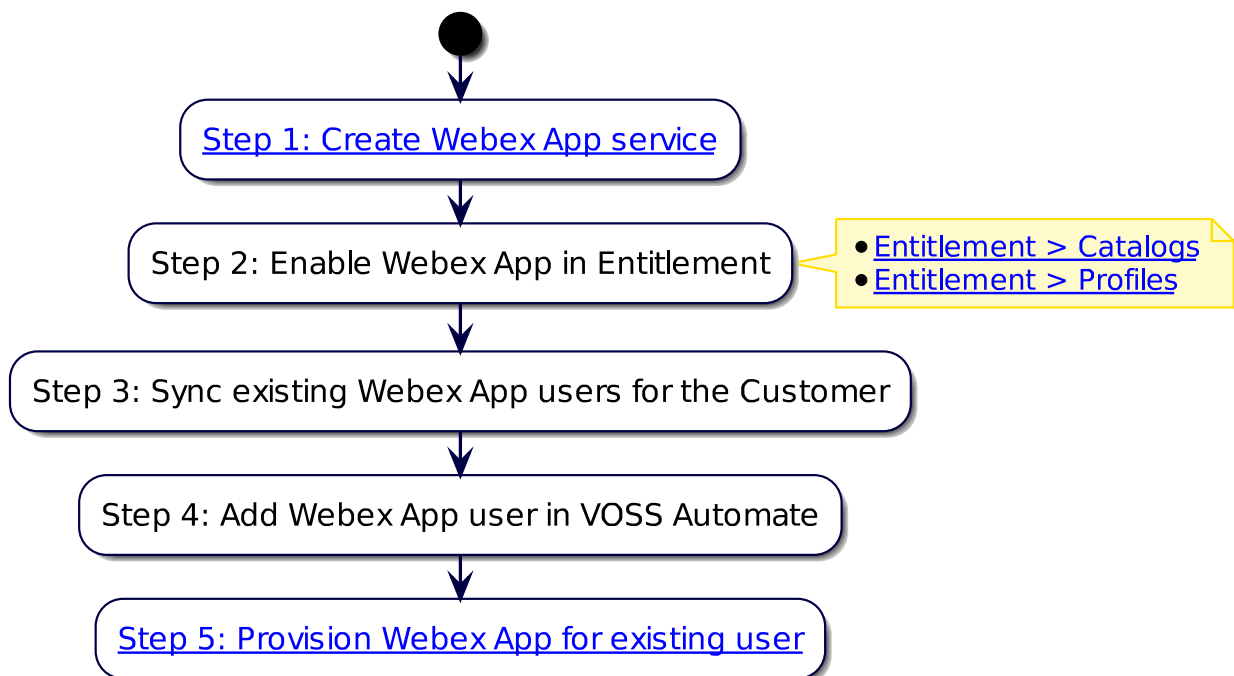 Step 1: Create Webex App service
Step 2: Enable Webex App in Entitlement
• Entitlement > Catalogs
• Entitlement > Profiles
Step 3: Sync existing Webex App users for the Customer
Step 4: Add Webex App user in VOSS Automate
Step 5: Provision Webex App for existing user